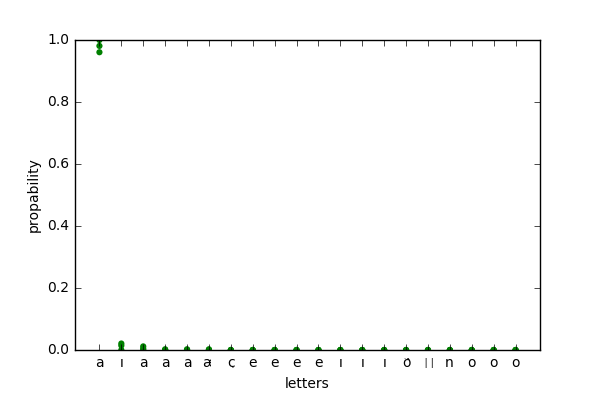 1.0
0.8
0.6
0.4
0.2
0.0
propability
a ı a a a a c e e e e ı ı ı o || n o o o
letters